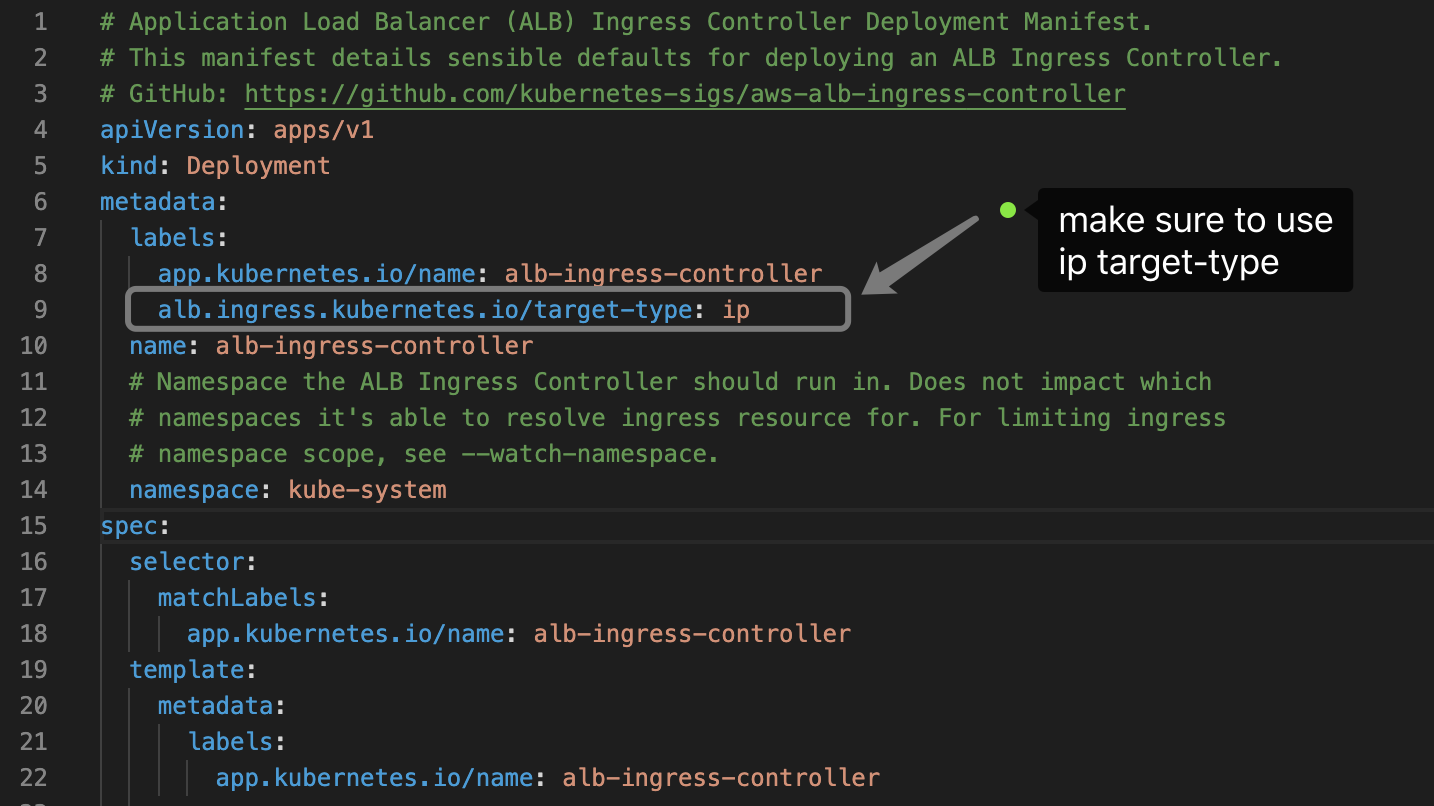 1 # Application Load Balancer (ALB) Ingress Controller Deployment Manifest.
2 # This manifest details sensible defaults for deploying an ALB Ingress Controller.
3 # GitHub: https://github.com/kubernetes-sigs/aws-alb-ingress-controller
4 apiVersion: apps/v1
5 kind: Deployment
6 metadata:
7 labels:
8 app.kubernetes.io/name: alb-ingress-controller
9 alb.ingress.kubernetes.io/target-type: ip
10 name: alb-ingress-controller
11 # Namespace the ALB Ingress Controller should run in. Does not impact which
12 # namespaces it's able to resolve ingress resource for. For limiting ingress
13 # namespace scope, see --watch-namespace.
14 namespace: kube-system
15 spec:
16 selector:
17 matchLabels:
18 app.kubernetes.io/name: alb-ingress-controller
19 template:
20 metadata:
21 labels:
22 app.kubernetes.io/name: alb-ingress-controller
make sure to use
ip target-type